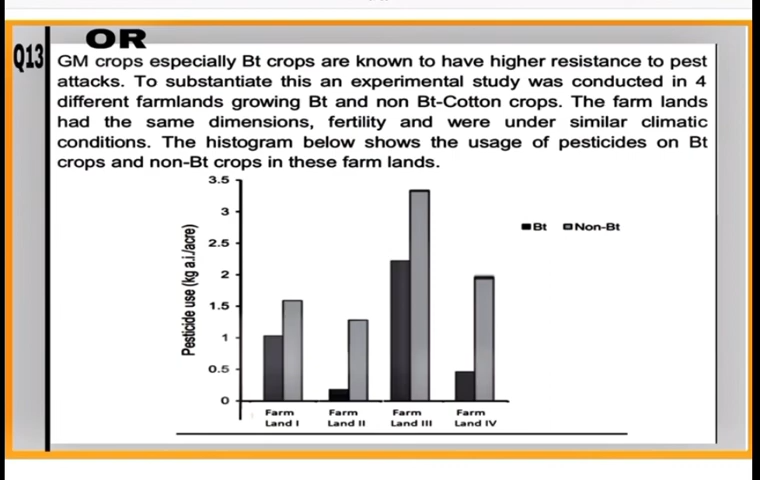 OR
Q13
GM crops especially Bt crops are known to have higher resistance to pest
attacks. To substantiate this an experimental study was conducted in 4
different farmlands growing Bt and non Bt-Cotton crops. The farm lands
had the same dimensions, fertility and were under similar climatic
conditions. The histogram below shows the usage of pesticides on Bt
crops and non-Bt crops in these farm lands.
3.5
3
2.5
2
1.5
1
0.5
0
Pesticide use (kg a.i./acre)
Bt Non-Bt
Farm Farm Farm Farm
Land I Land II Land III Land IV